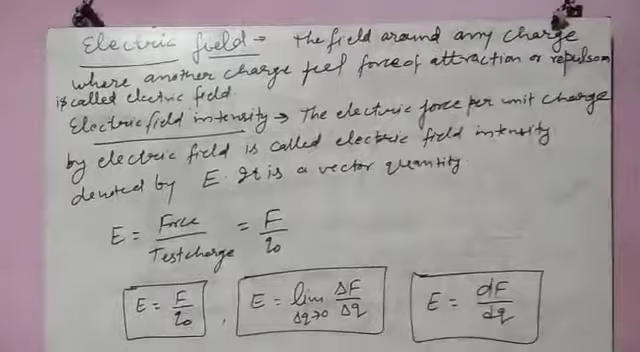 Electric field → The field around any charge
where another charge feel force of attraction or repulsom
is called electric field.
Electric field intensity → The electric force per unit charge
by electric field is called electric field intensity
denoted by E. It is a vector quantity.
E = Force / Test charge = F / q₀
E = F / q₀ , E = lim Δq→0 ΔF / Δq E = dF / dq